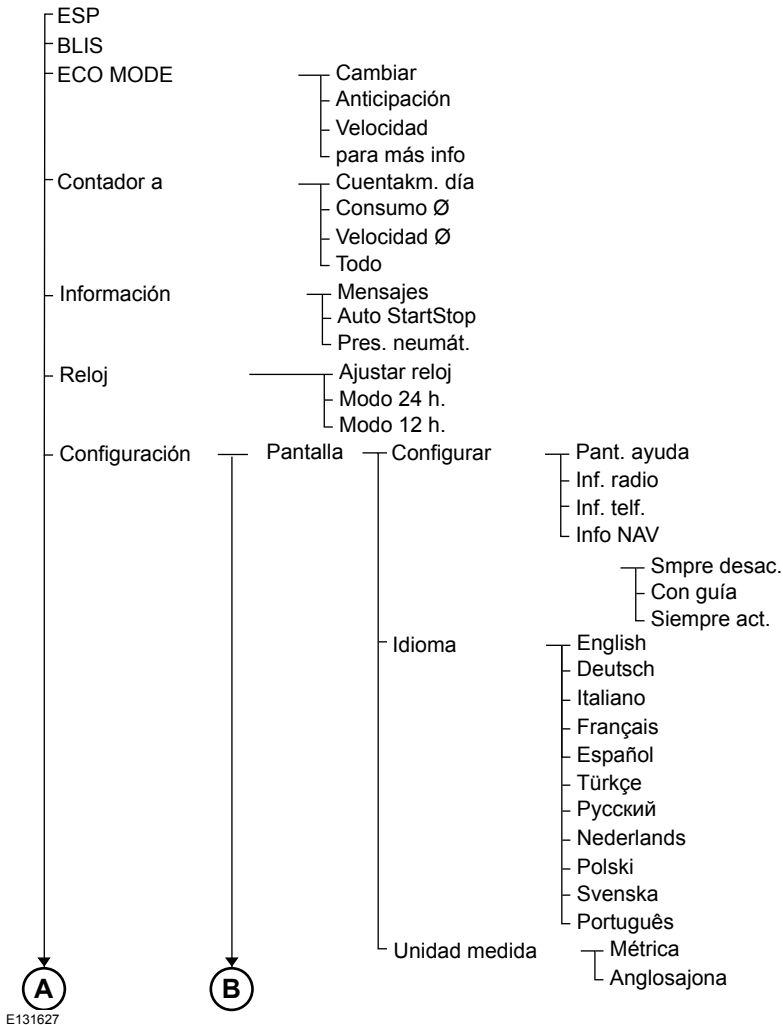 ESP
BLIS
ECO MODE
Cambiar
Anticipación
Velocidad
para más info
Contador a
Cuentakm. día
Consumo Ø
Velocidad Ø
Todo
Información
Mensajes
Auto StartStop
Pres. neumát.
Reloj
Ajustar reloj
Modo 24 h.
Modo 12 h.
Configuración
Pantalla
Configurar
Pant. ayuda
Inf. radio
Inf. telf.
Info NAV
Smpre desac.
Con guía
Siempre act.
Idioma
English
Deutsch
Italiano
Français
Español
Türkçe
Русский
Nederlands
Polski
Svenska
Português
Unidad medida
Métrica
Anglosajona
A
B
E131627